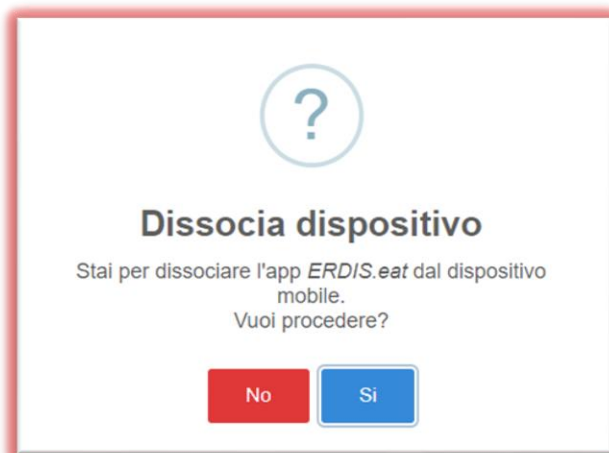 ?
Dissocia dispositivo
Stai per dissociare l'app ERDIS.eat dal dispositivo
mobile.
Vuoi procedere?
No Si